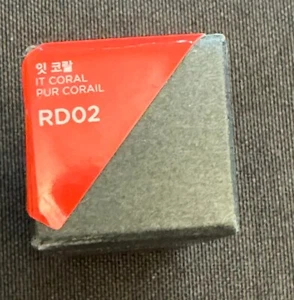 잇 코랄
IT CORAL
PUR CORAIL
RD02